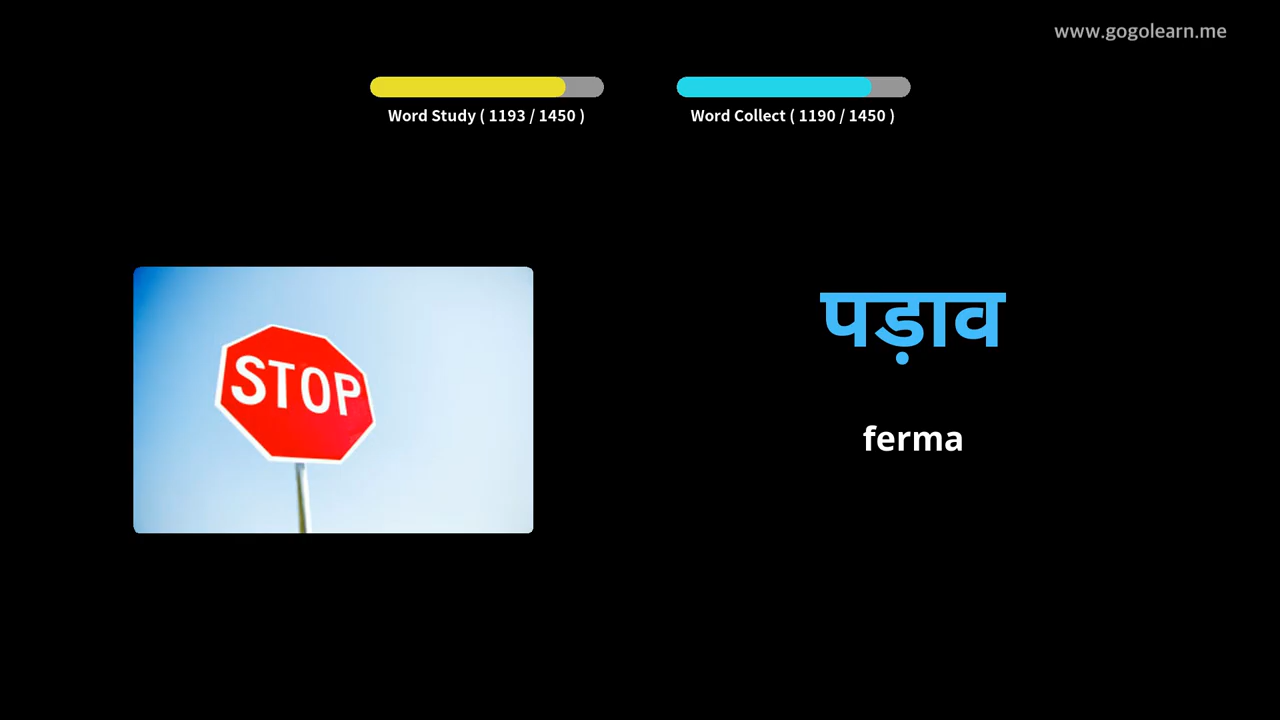 www.gogolearn.me
Word Study ( 1193 / 1450 )
Word Collect ( 1190 / 1450 )
STOP
पड़ाव
ferma